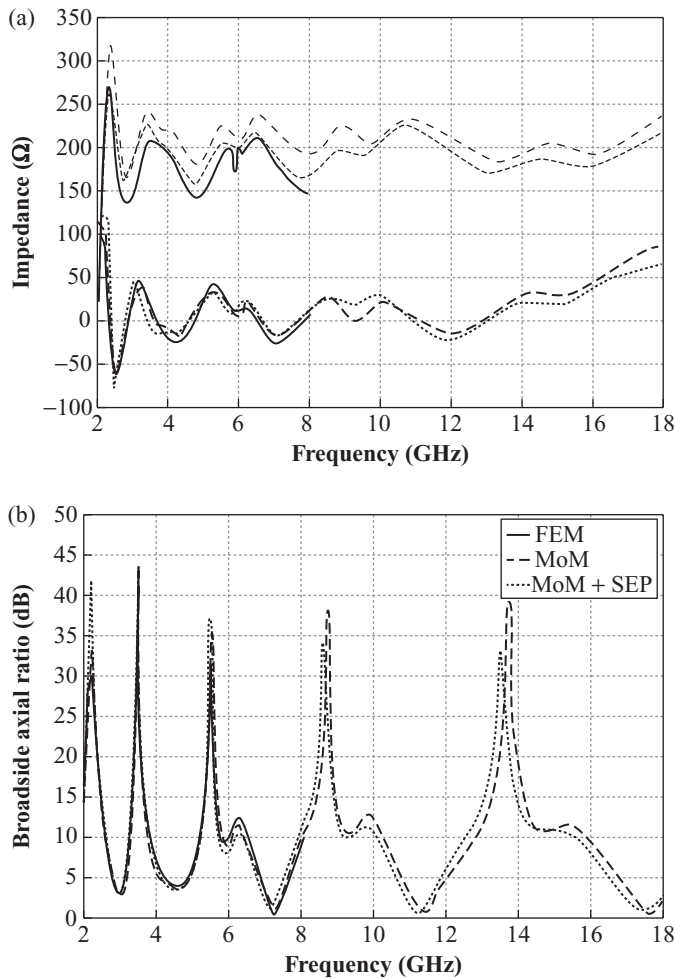 (a)
350
300
250
200
150
100
50
0
−50
−100
Impedance (Ω)
2 4 6 8 10 12 14 16 18
Frequency (GHz)
(b)
50
45
40
35
30
25
20
15
10
5
0
Broadside axial ratio (dB)
FEM
MoM
MoM + SEP
2 4 6 8 10 12 14 16 18
Frequency (GHz)